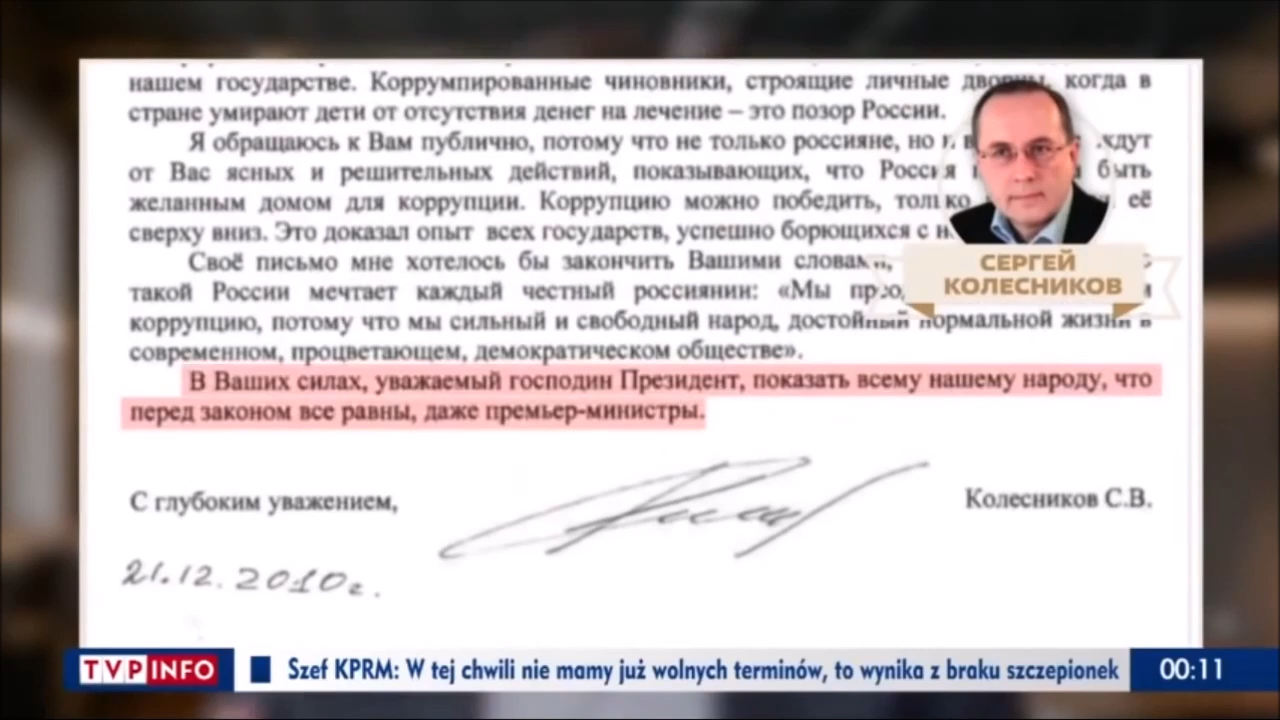 нашем государстве. Коррумпированные чиновники, строящие личные дворцы, когда в
стране умирают дети от отсутствия денег на лечение – это позор России.
Я обращаюсь к Вам публично, потому что не только россияне, но и ждут
от Вас ясных и решительных действий, показывающих, что Россия быть
желанным домом для коррупции. Коррупцию можно победить, только её
сверху вниз. Это доказал опыт всех государств, успешно борющихся с
Своё письмо мне хотелось бы закончить Вашими словами,
такой России мечтает каждый честный россиянин: «Мы
коррупцию, потому что мы сильный и свободный народ, достойный нормальной жизни в
современном, процветающем, демократическом обществе».
В Ваших силах, уважаемый господин Президент, показать всему нашему народу, что
перед законом все равны, даже премьер-министры.
С глубоким уважением,
Колесников С.В.
21.12.2010г.
СЕРГЕЙ
КОЛЕСНИКОВ
TVP INFO
Szef KPRM: W tej chwili nie mamy już wolnych terminów, to wynika z braku szczepionek
00:11